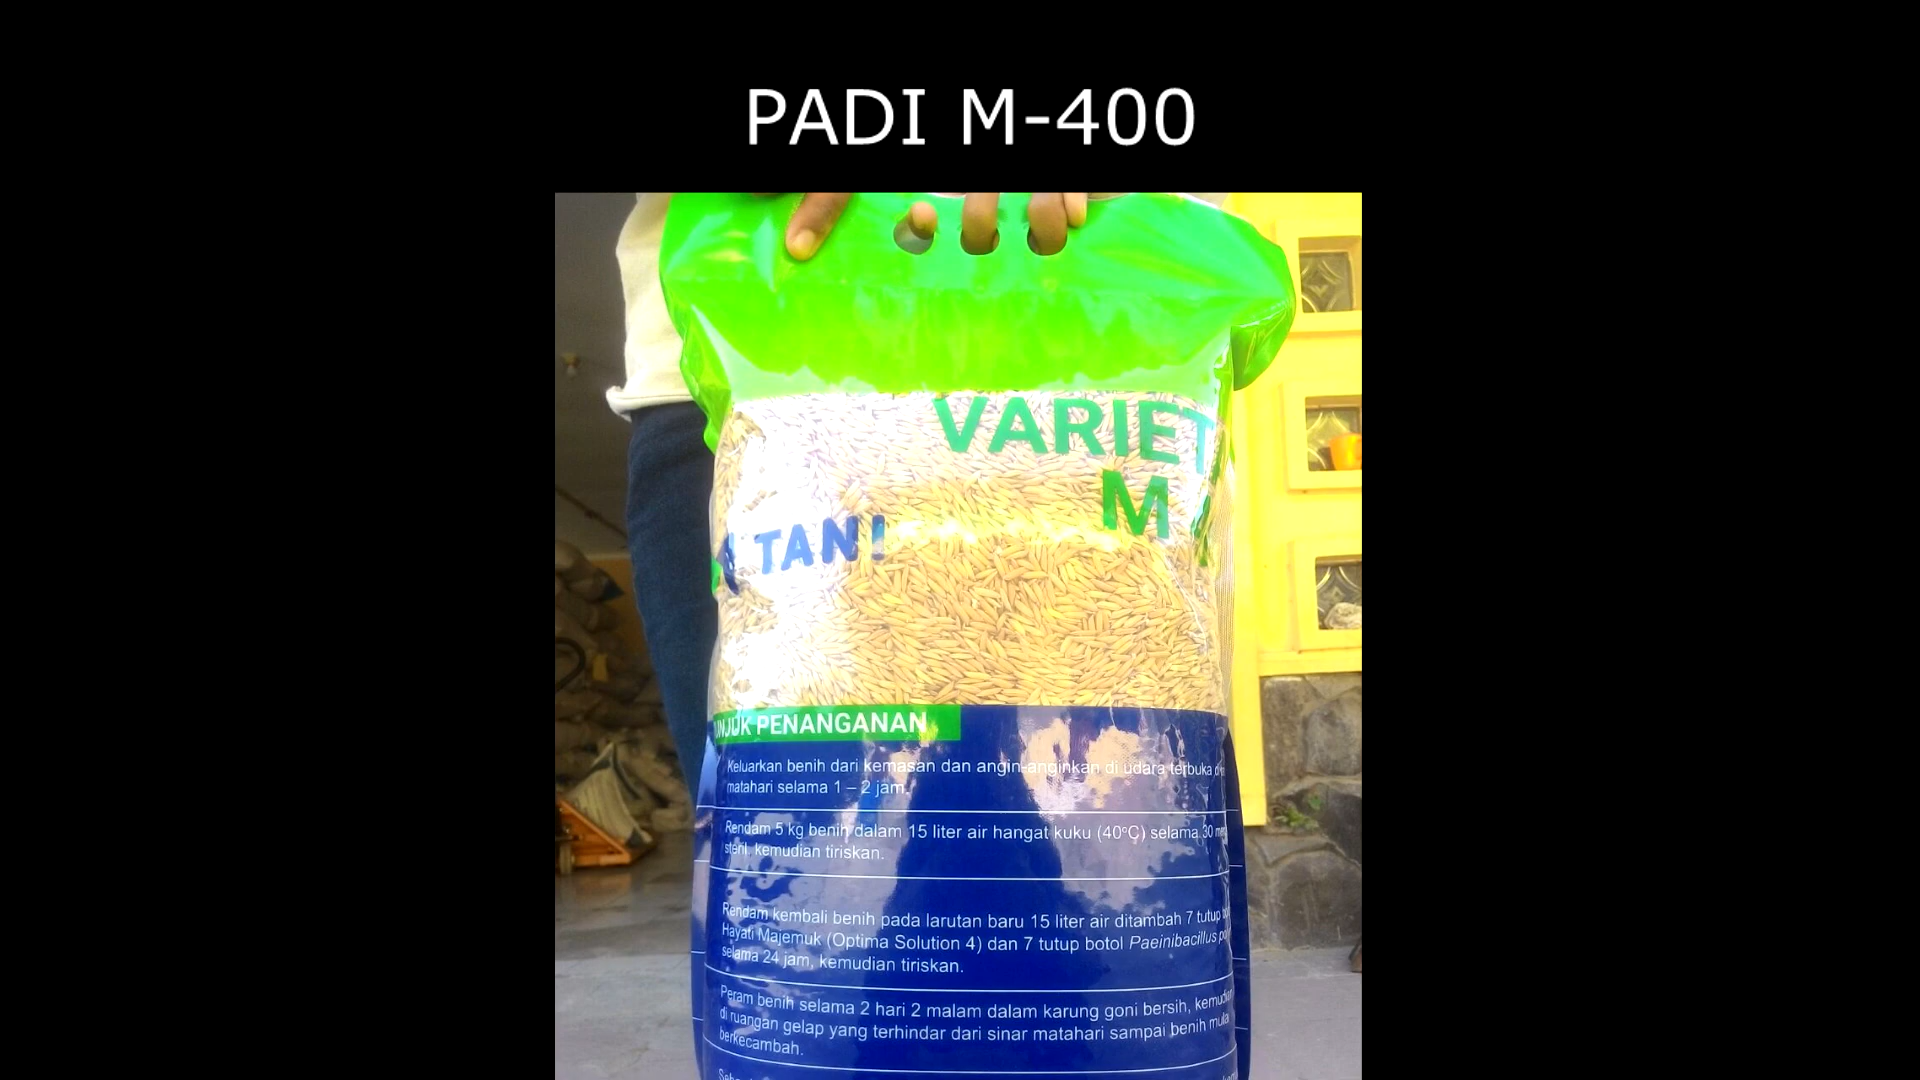 PADI M-400
VARIET
M
TANI
PENANGANAN
Keluarkan benih dari kemasan dan angin-anginkan di udara terbuka
matahari selama 1 – 2 jam.
Rendam 5 kg benih dalam 15 liter air hangat kuku (40°C) selama 30
steril, kemudian tiriskan.
Rendam kembali benih pada larutan baru 15 liter air ditambah 7 tutup
Hayati Majemuk (Optima Solution 4) dan 7 tutup botol Paeinibacillus
selama 24 jam, kemudian tiriskan.
Peram benih selama 2 hari 2 malam dalam karung goni bersih, kemudian
di ruangan gelap yang terhindar dari sinar matahari sampai benih mulai
berkecambah.